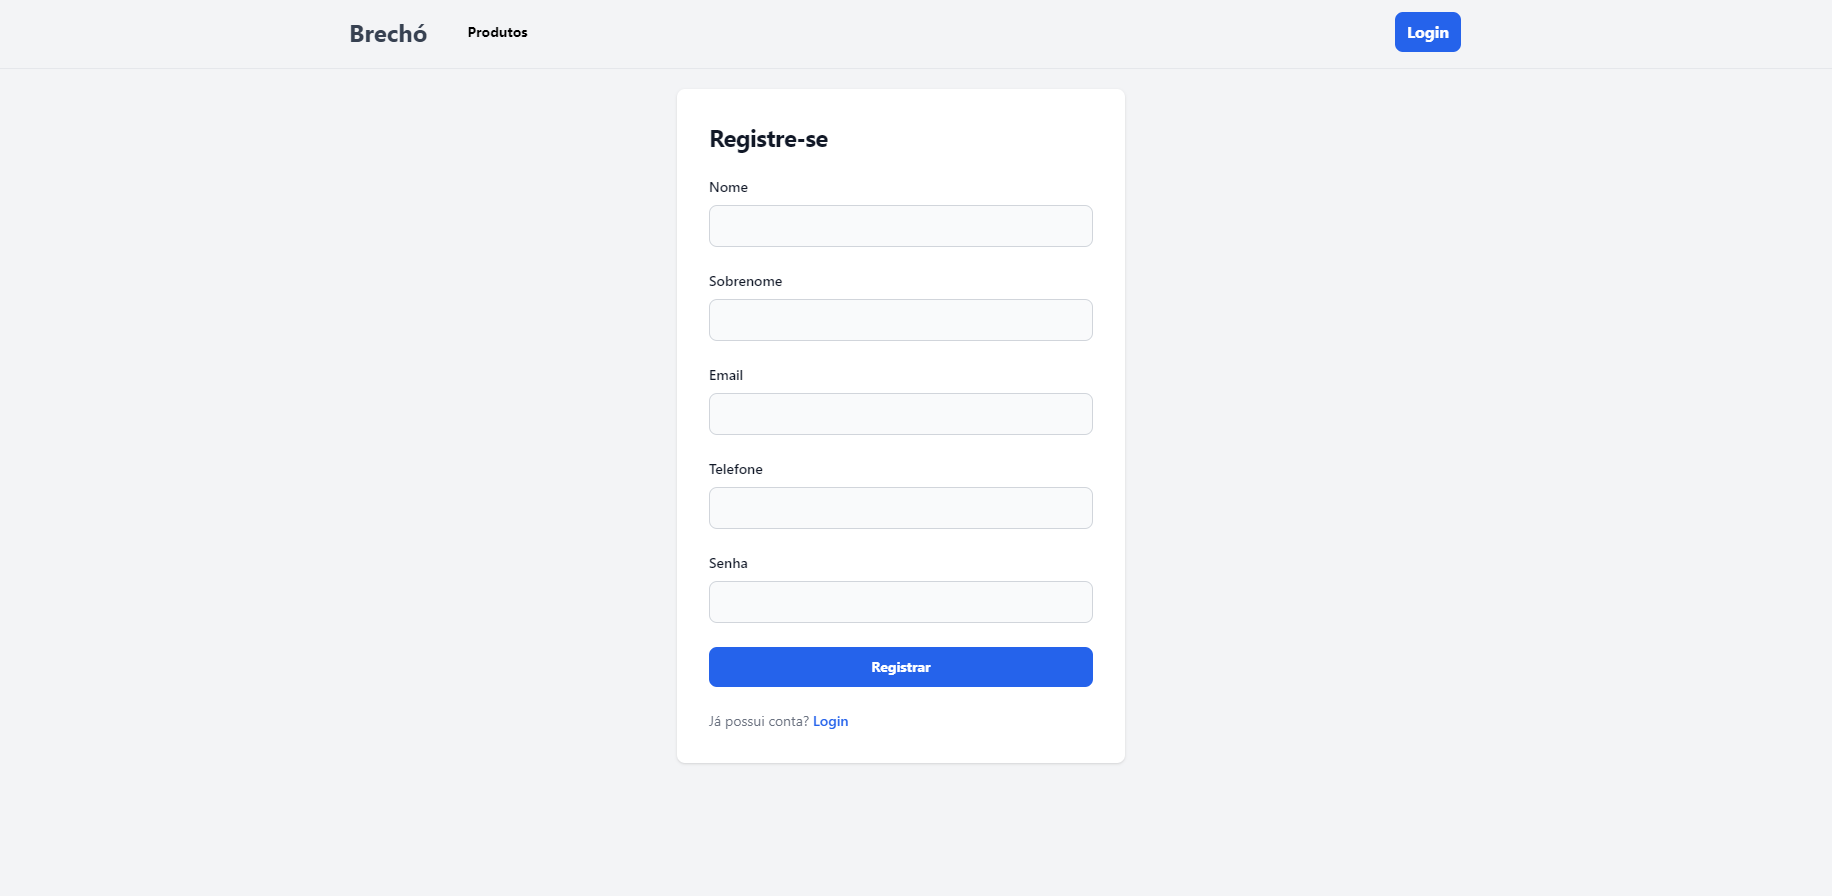 Brechó
Produtos
Login
Registre-se
Nome
Sobrenome
Email
Telefone
Senha
Registrar
Já possui conta? Login